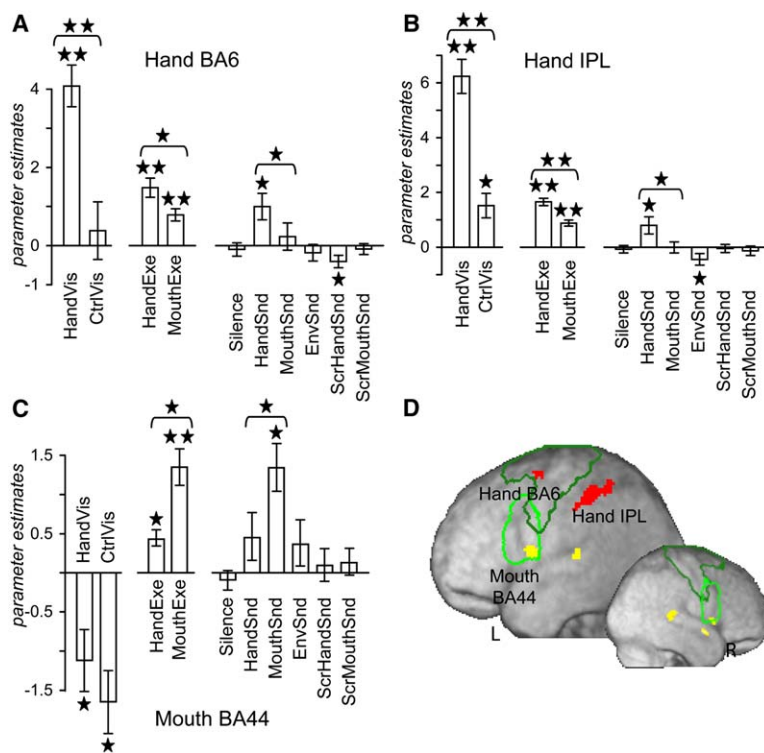 A
Hand BA6
parameter estimates
4
2
0
-1
HandVis
CtrlVis
HandExe
MouthExe
Silence
HandSnd
MouthSnd
EnvSnd
ScrHandSnd
ScrMouthSnd
B
Hand IPL
parameter estimates
6
4
2
0
HandVis
CtrlVis
HandExe
MouthExe
Silence
HandSnd
MouthSnd
EnvSnd
ScrHandSnd
ScrMouthSnd
C
parameter estimates
1.5
0.5
-0.5
-1.5
HandVis
CtrlVis
HandExe
MouthExe
Silence
HandSnd
MouthSnd
EnvSnd
ScrHandSnd
ScrMouthSnd
Mouth BA44
D
Hand BA6
Hand IPL
Mouth
BA44
L
R